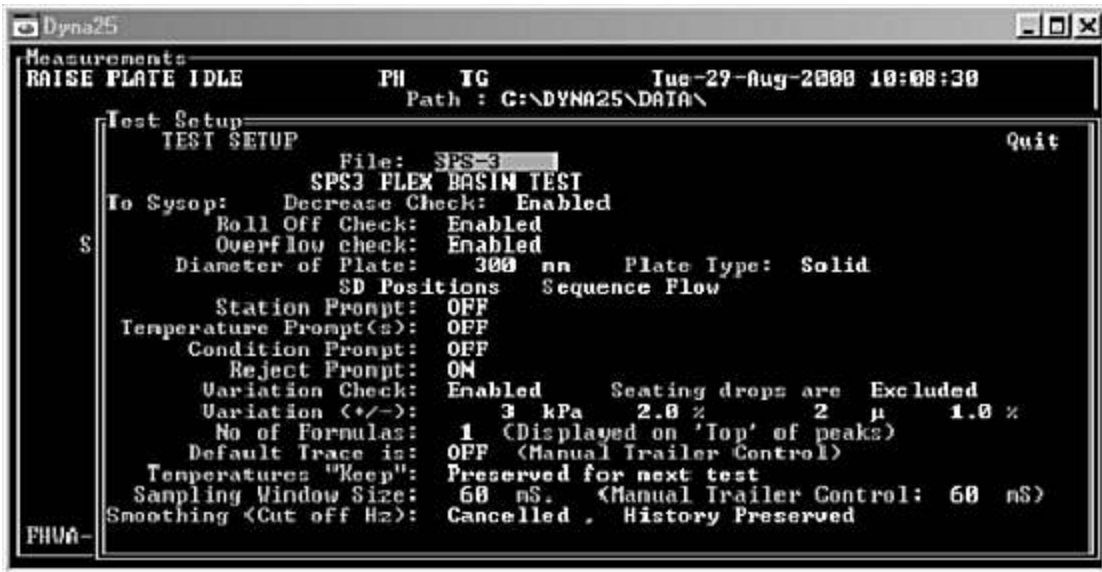 Dyna25
Measurements
RAISE PLATE IDLE PH TG Tue-29-Aug-2000 10:08:30
Path : C:\DYNA25\DATA\
Test Setup
TEST SETUP Quit
File: SPS-3
SPS3 FLEX BASIN TEST
To Sysop: Decrease Check: Enabled
Roll Off Check: Enabled
S Overflow check: Enabled
Diameter of Plate: 300 mm Plate Type: Solid
SD Positions Sequence Flow
Station Prompt: OFF
Temperature Prompt(s): OFF
Condition Prompt: OFF
Reject Prompt: ON
Variation Check: Enabled Seating drops are Excluded
Variation (+/-): 3 kPa 2.0 % 2 µ 1.0 %
No of Formulas: 1 (Displayed on 'Top' of peaks)
Default Trace is: OFF (Manual Trailer Control)
Temperatures "Keep": Preserved for next test
Sampling Window Size: 60 mS. (Manual Trailer Control: 60 mS)
Smoothing (Cut off Hz): Cancelled . History Preserved
FHWA-